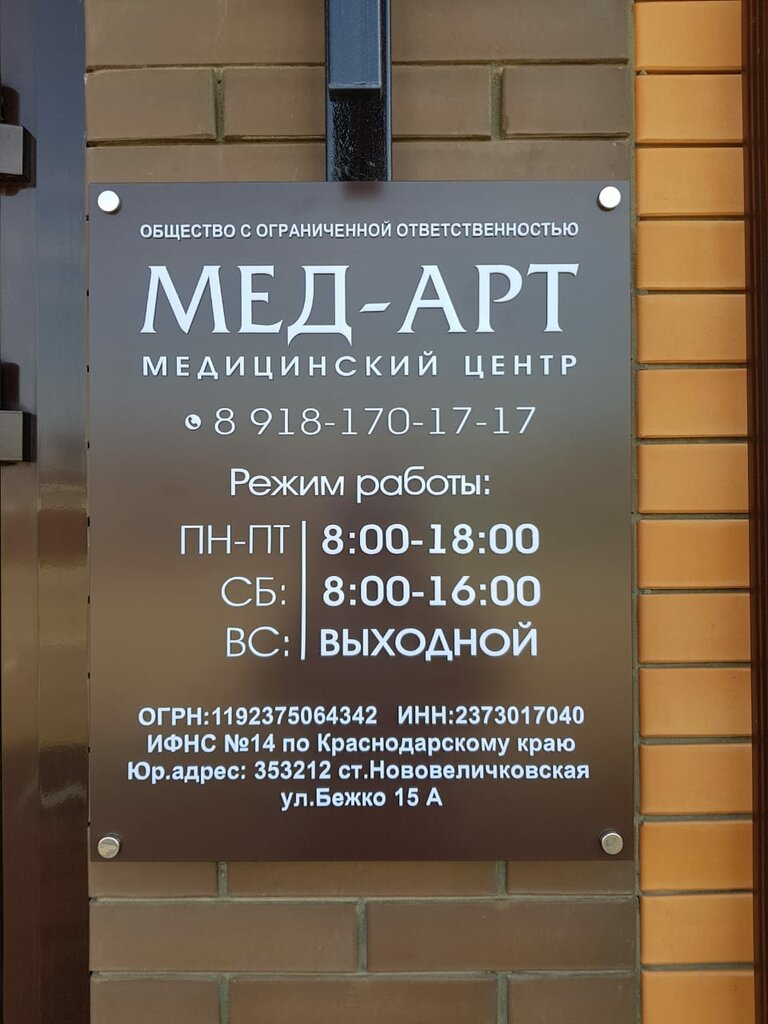 ОБЩЕСТВО С ОГРАНИЧЕННОЙ ОТВЕТСТВЕННОСТЬЮ
МЕД-АРТ
МЕДИЦИНСКИЙ ЦЕНТР
8 918-170-17-17
Режим работы:
ПН-ПТ 8:00-18:00
СБ: 8:00-16:00
ВС: ВЫХОДНОЙ
ОГРН:1192375064342 ИНН:2373017040
ИФНС №14 по Краснодарскому краю
Юр.адрес: 353212 ст.Нововеличковская
ул.Бежко 15 А